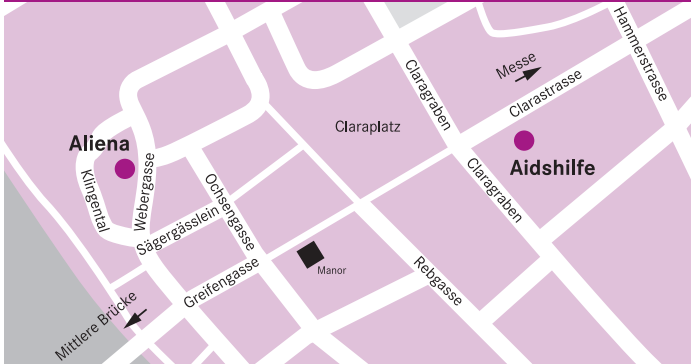 Hammerstrasse
Messe
Claragraben
Clarastrasse
Claraplatz
Aliena
Aidshilfe
Klingental
Webergasse
Ochsengasse
Claragraben
Sägergässlein
Greifengasse
Manor
Rebgasse
Mittlere Brücke